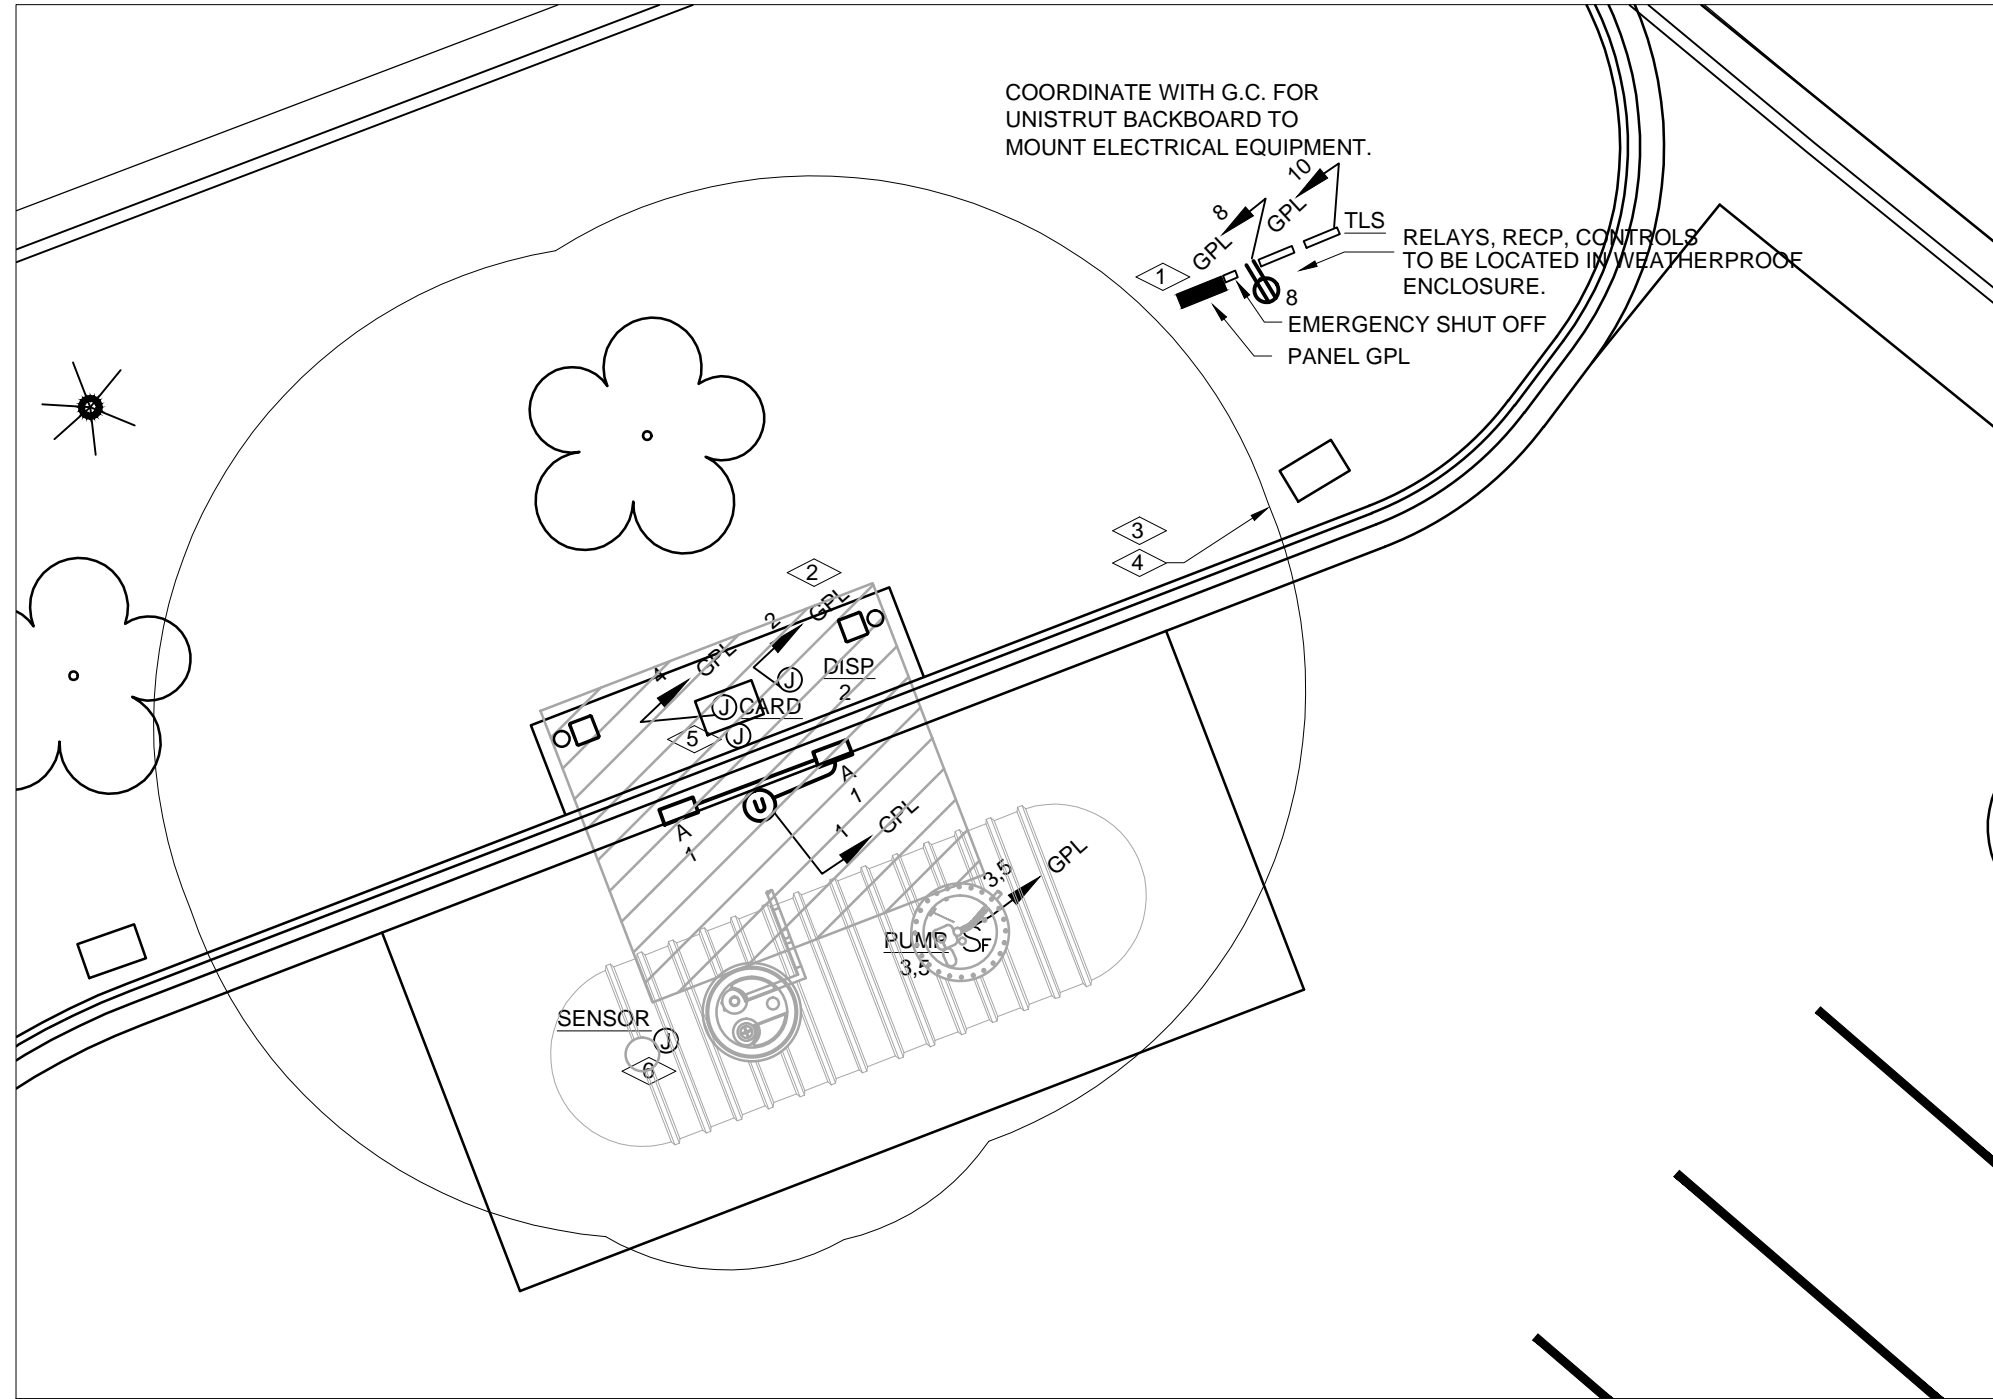 COORDINATE WITH G.C. FOR
UNISTRUT BACKBOARD TO
MOUNT ELECTRICAL EQUIPMENT.
10
GPL
8
GPL
TLS
RELAYS, RECP, CONTROLS
TO BE LOCATED IN WEATHERPROOF
ENCLOSURE.
1
8
EMERGENCY SHUT OFF
PANEL GPL
3
4
2
2
GPL
4
GPL
J
DISP
2
J
CARD
5
J
A
1
U
A
1
1
GPL
3,5
GPL
PUMP
3,5
SF
SENSOR
J
6